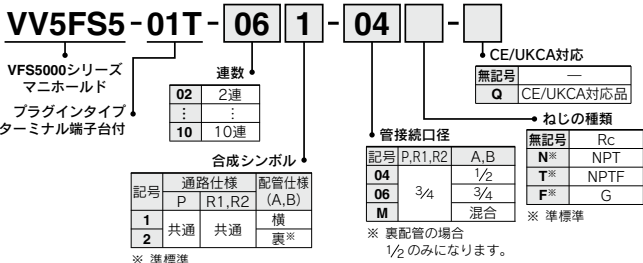 VV5FS5-01T-06 1-04 □-□
VFS5000シリーズ
マニホールド
プラグインタイプ
ターミナル端子台付
連数
02 2連
⋮ ⋮
10 10連
合成シンボル
記号 通路仕様 配管仕様
P R1,R2 (A,B)
1 共通 共通 横
2 裏※
※ 準標準
管接続口径
記号 P,R1,R2 A,B
04 3/4 1/2
06 3/4
M 混合
※ 裏配管の場合
1/2 のみになります。
CE/UKCA対応
無記号 —
Q CE/UKCA対応品
ねじの種類
無記号 Rc
N※ NPT
T※ NPTF
F※ G
※ 準標準